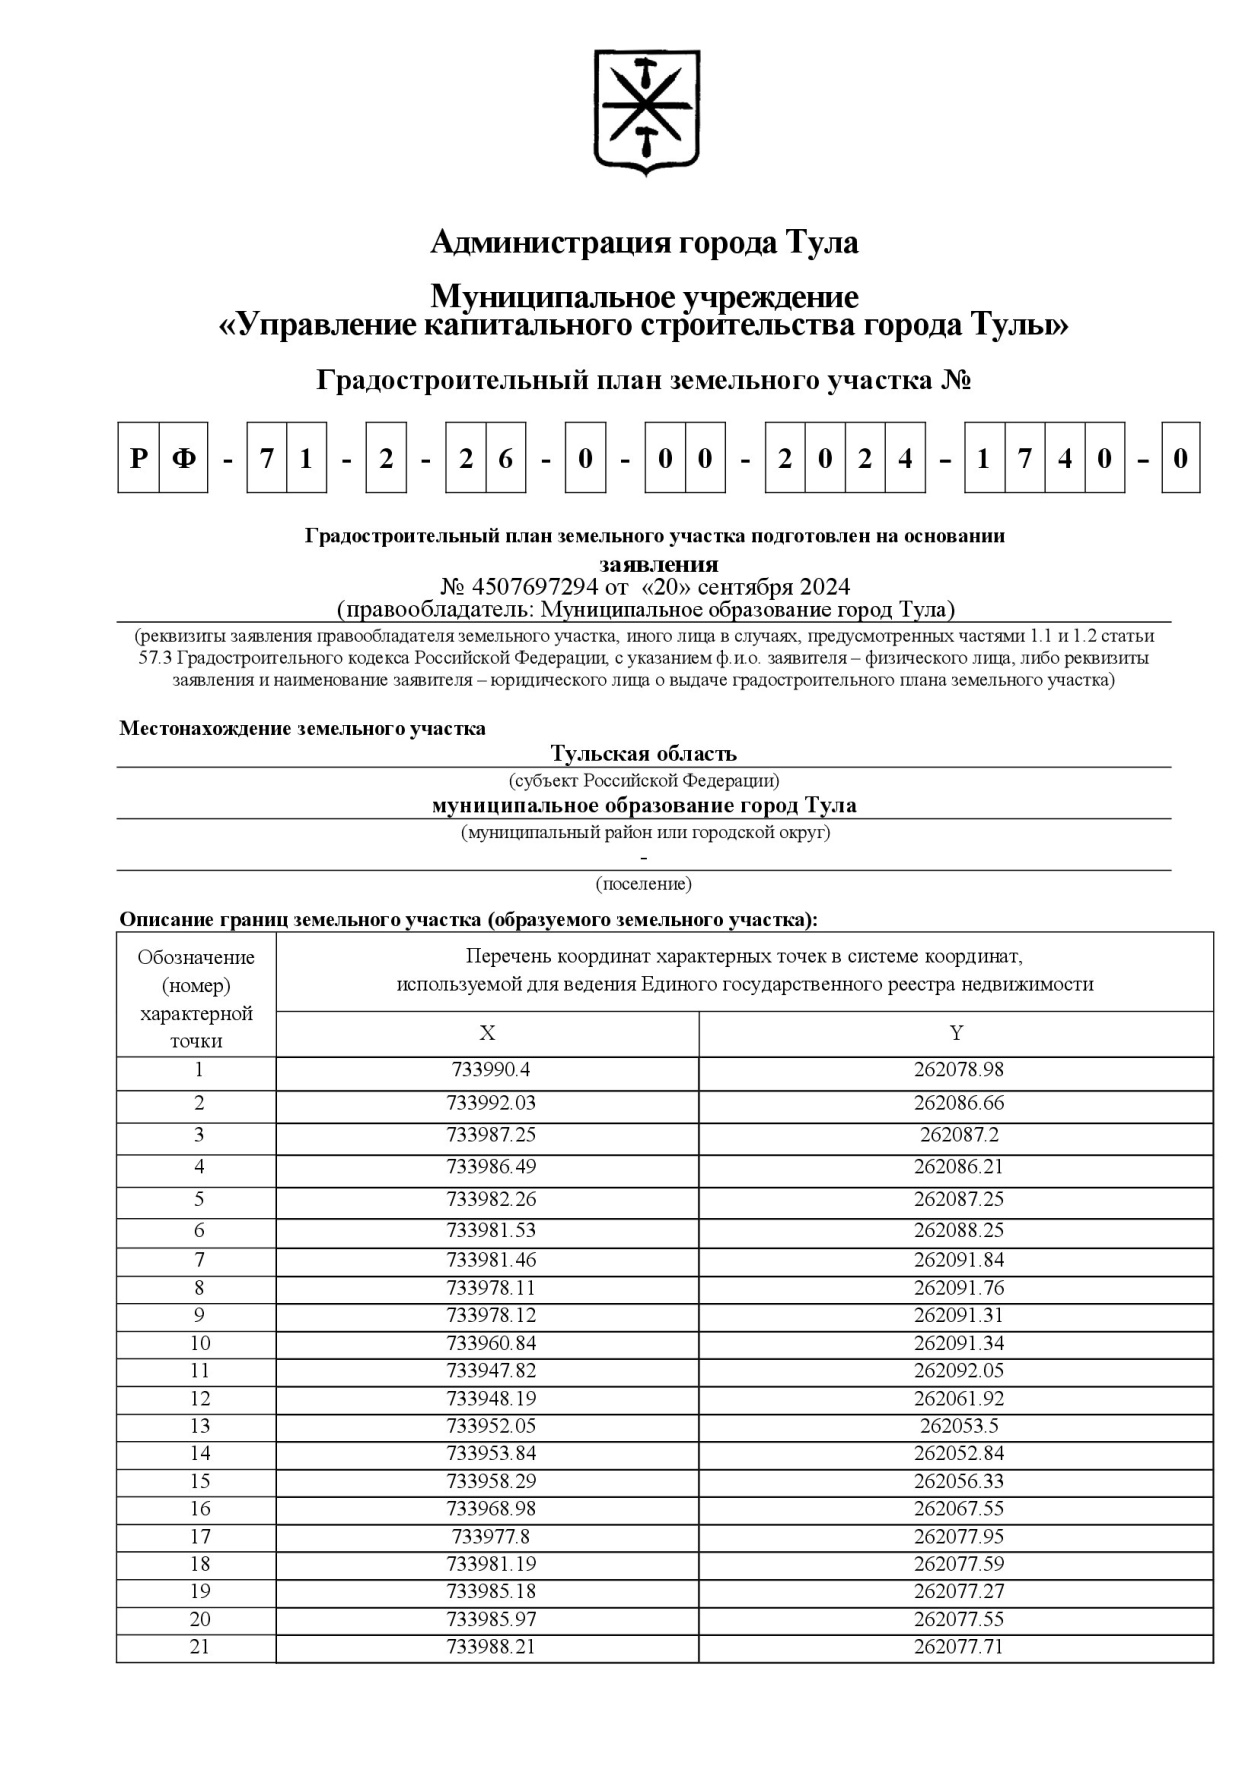 Администрация города Тула
Муниципальное учреждение
«Управление капитального строительства города Тулы»
Градостроительный план земельного участка №
Р Ф - 7 1 - 2 - 2 6 - 0 - 0 0 - 2 0 2 4 – 1 7 4 0 – 0
Градостроительный план земельного участка подготовлен на основании
заявления
№ 4507697294 от «20» сентября 2024
(правообладатель: Муниципальное образование город Тула)
(реквизиты заявления правообладателя земельного участка, иного лица в случаях, предусмотренных частями 1.1 и 1.2 статьи
57.3 Градостроительного кодекса Российской Федерации, с указанием ф.и.о. заявителя – физического лица, либо реквизиты
заявления и наименование заявителя – юридического лица о выдаче градостроительного плана земельного участка)
Местонахождение земельного участка
Тульская область
(субъект Российской Федерации)
муниципальное образование город Тула
(муниципальный район или городской округ)
-
(поселение)
Описание границ земельного участка (образуемого земельного участка):
Обозначение
(номер)
характерной
точки
Перечень координат характерных точек в системе координат,
используемой для ведения Единого государственного реестра недвижимости
X Y
1 733990.4 262078.98
2 733992.03 262086.66
3 733987.25 262087.2
4 733986.49 262086.21
5 733982.26 262087.25
6 733981.53 262088.25
7 733981.46 262091.84
8 733978.11 262091.76
9 733978.12 262091.31
10 733960.84 262091.34
11 733947.82 262092.05
12 733948.19 262061.92
13 733952.05 262053.5
14 733953.84 262052.84
15 733958.29 262056.33
16 733968.98 262067.55
17 733977.8 262077.95
18 733981.19 262077.59
19 733985.18 262077.27
20 733985.97 262077.55
21 733988.21 262077.71